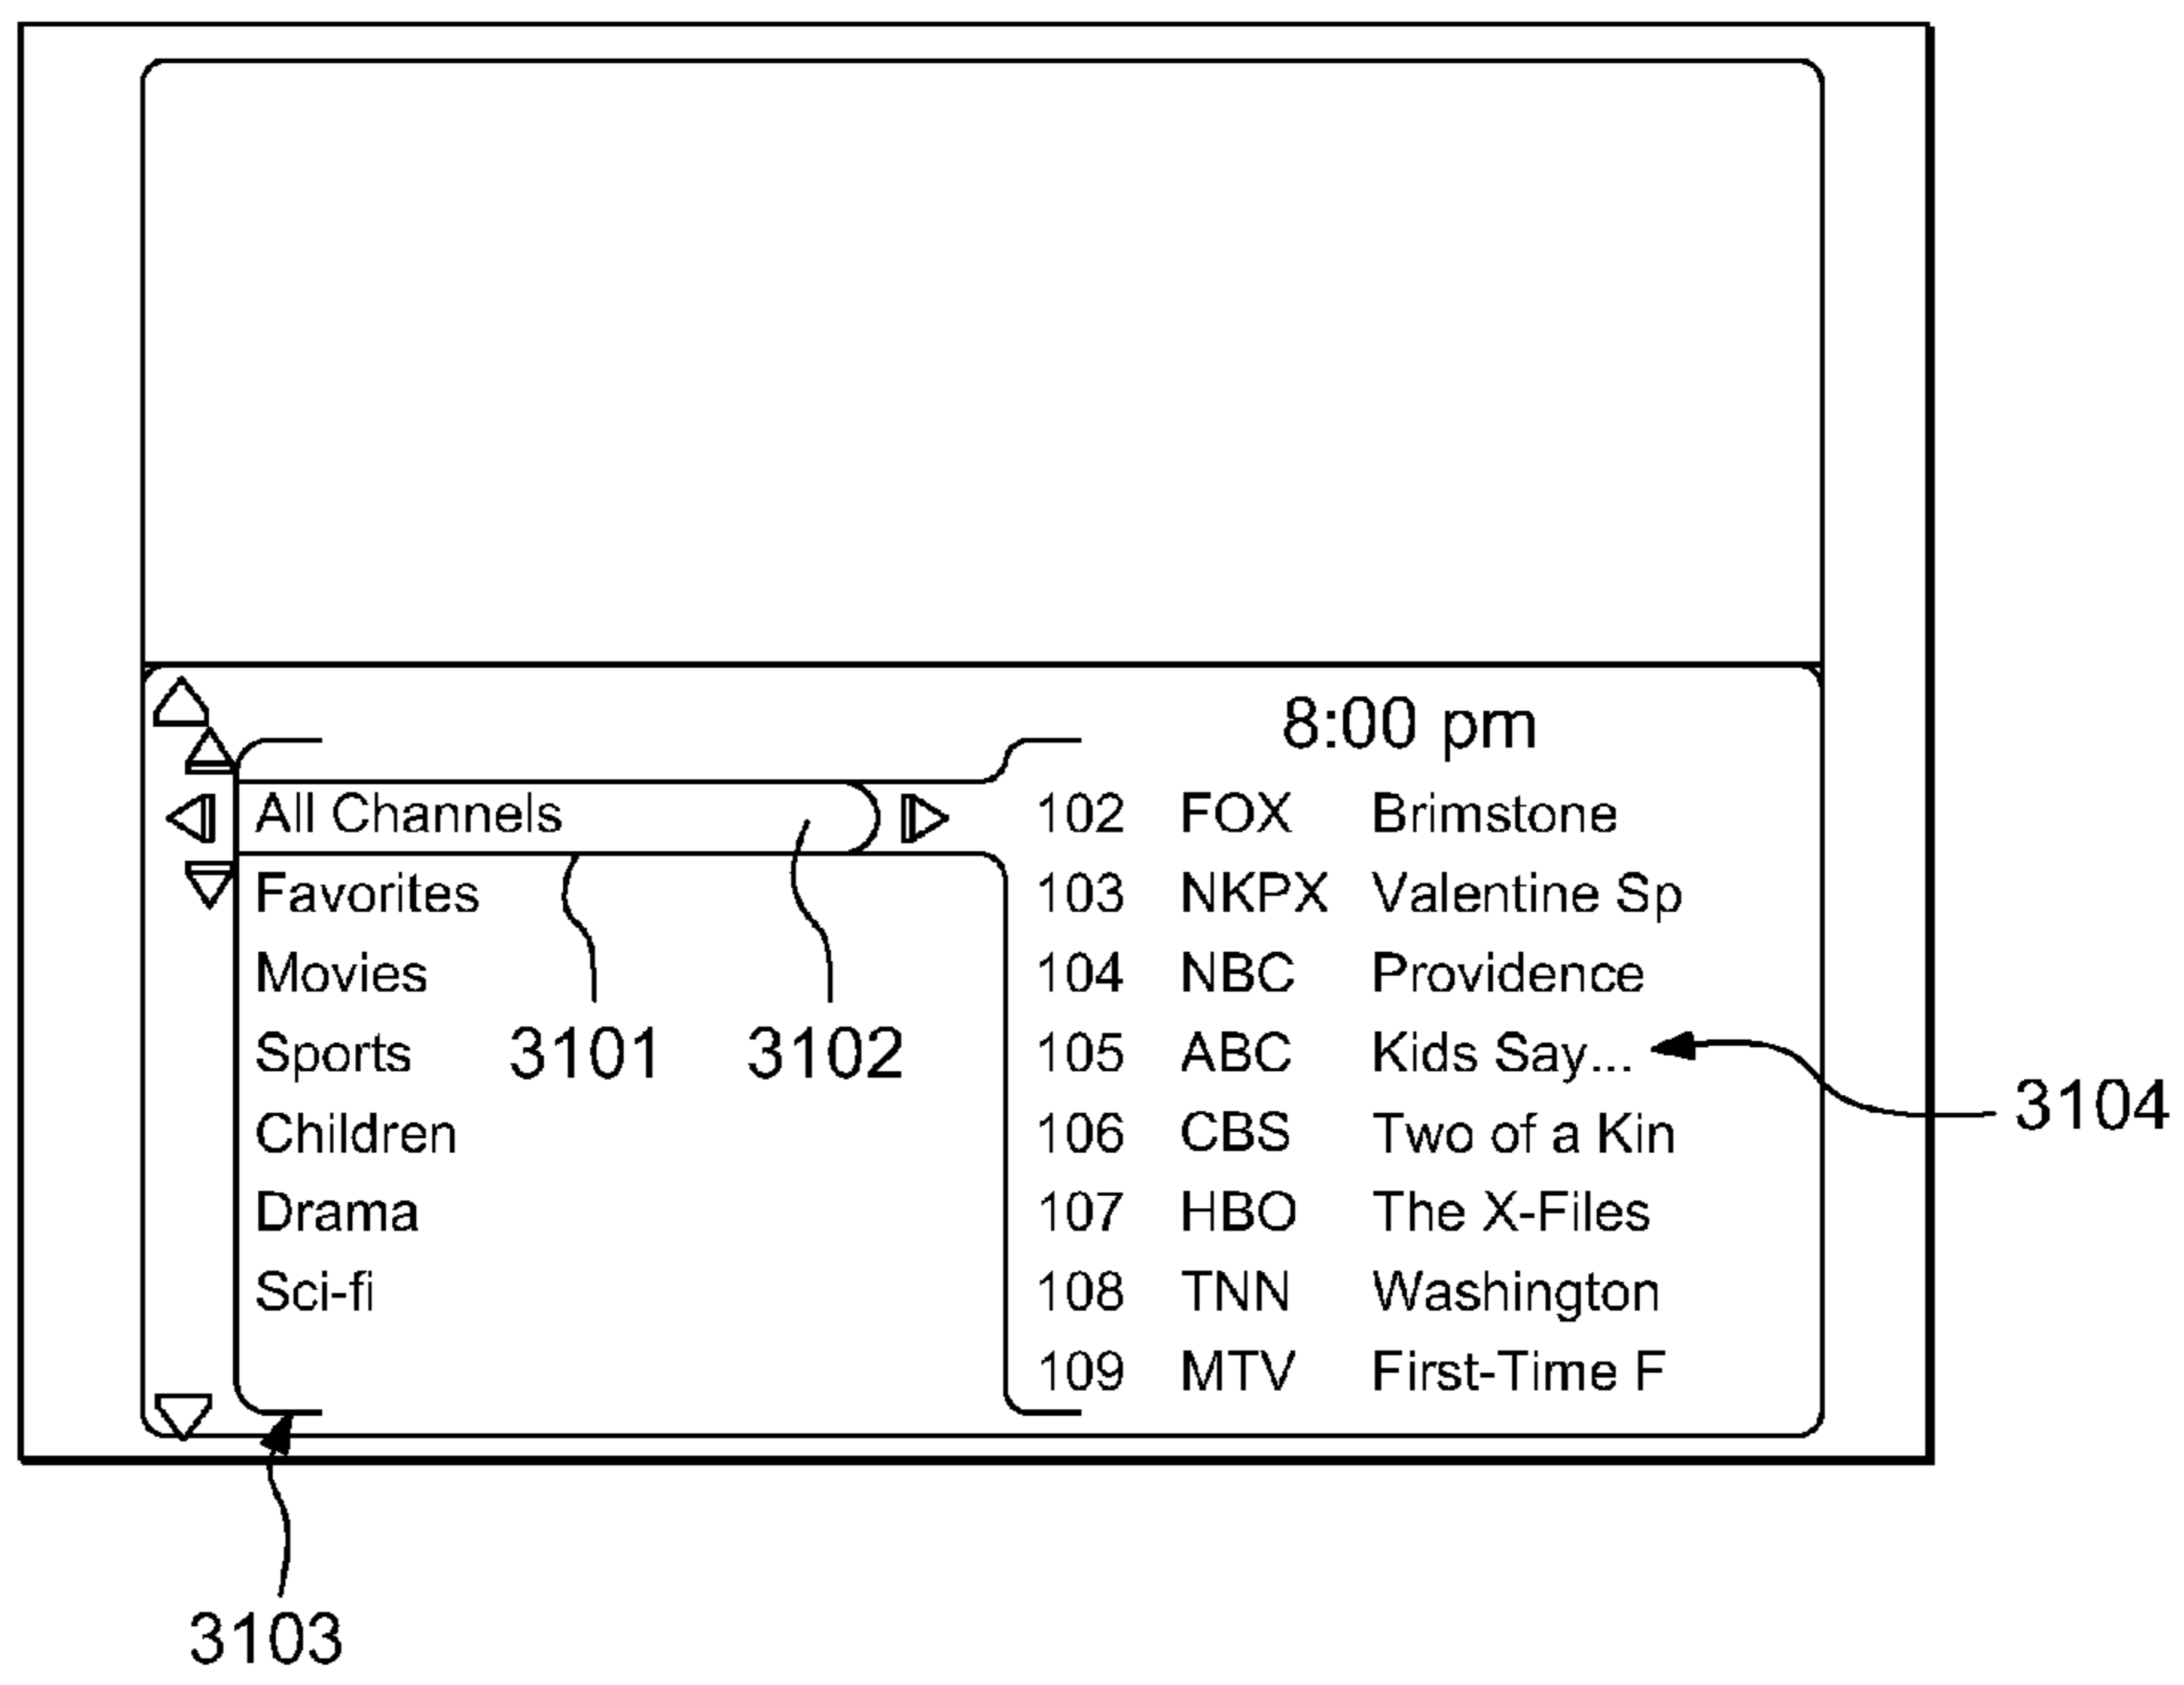 8:00 pm
All Channels
Favorites
Movies
Sports
Children
Drama
Sci-fi
3101
3102
102 FOX Brimstone
103 NKPX Valentine Sp
104 NBC Providence
105 ABC Kids Say...
106 CBS Two of a Kin
107 HBO The X-Files
108 TNN Washington
109 MTV First-Time F
3104
3103